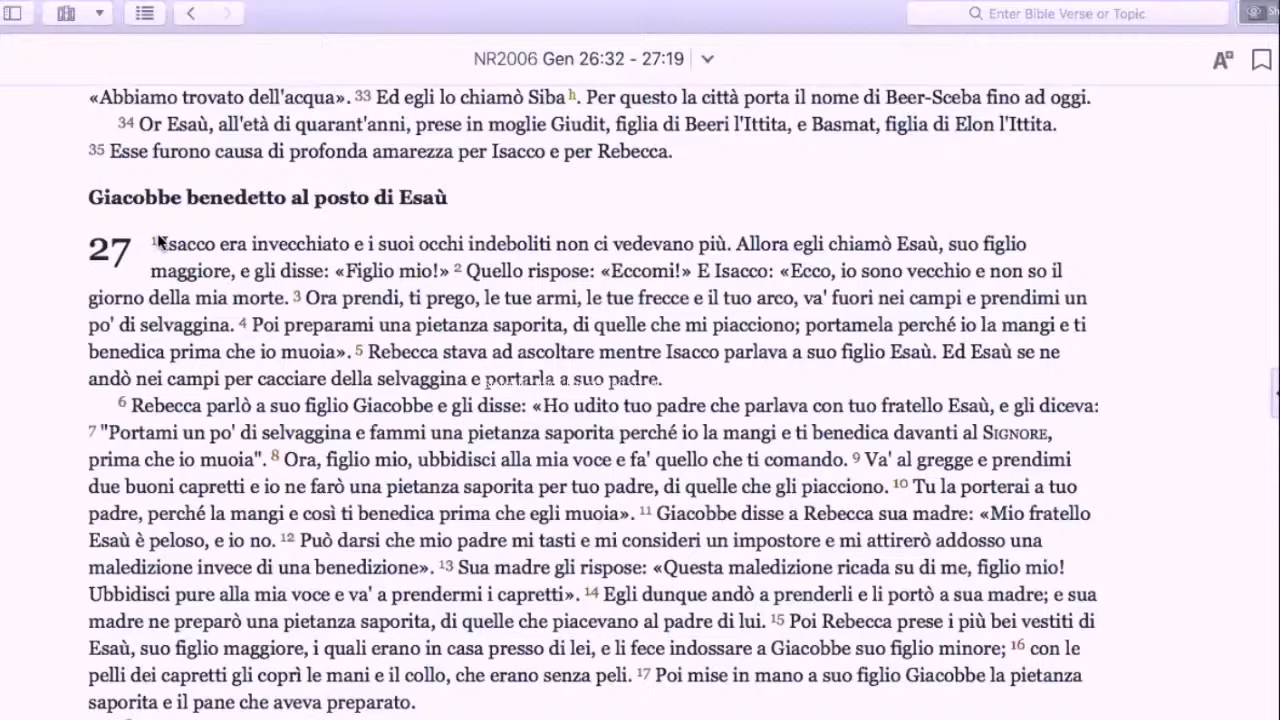 Enter Bible Verse or Topic
NR2006 Gen 26:32 - 27:19
«Abbiamo trovato dell'acqua». 33 Ed egli lo chiamò Siba h. Per questo la città porta il nome di Beer-Sceba fino ad oggi.
34 Or Esaù, all'età di quarant'anni, prese in moglie Giudit, figlia di Beeri l'Ittita, e Basmat, figlia di Elon l'Ittita.
35 Esse furono causa di profonda amarezza per Isacco e per Rebecca.
Giacobbe benedetto al posto di Esaù
27 1 Isacco era invecchiato e i suoi occhi indeboliti non ci vedevano più. Allora egli chiamò Esaù, suo figlio
maggiore, e gli disse: «Figlio mio!» 2 Quello rispose: «Eccomi!» E Isacco: «Ecco, io sono vecchio e non so il
giorno della mia morte. 3 Ora prendi, ti prego, le tue armi, le tue frecce e il tuo arco, va' fuori nei campi e prendimi un
po' di selvaggina. 4 Poi preparami una pietanza saporita, di quelle che mi piacciono; portamela perché io la mangi e ti
benedica prima che io muoia». 5 Rebecca stava ad ascoltare mentre Isacco parlava a suo figlio Esaù. Ed Esaù se ne
andò nei campi per cacciare della selvaggina e portarla a suo padre.
6 Rebecca parlò a suo figlio Giacobbe e gli disse: «Ho udito tuo padre che parlava con tuo fratello Esaù, e gli diceva:
7 "Portami un po' di selvaggina e fammi una pietanza saporita perché io la mangi e ti benedica davanti al SIGNORE,
prima che io muoia". 8 Ora, figlio mio, ubbidisci alla mia voce e fa' quello che ti comando. 9 Va' al gregge e prendimi
due buoni capretti e io ne farò una pietanza saporita per tuo padre, di quelle che gli piacciono. 10 Tu la porterai a tuo
padre, perché la mangi e così ti benedica prima che egli muoia». 11 Giacobbe disse a Rebecca sua madre: «Mio fratello
Esaù è peloso, e io no. 12 Può darsi che mio padre mi tasti e mi consideri un impostore e mi attirerò addosso una
maledizione invece di una benedizione». 13 Sua madre gli rispose: «Questa maledizione ricada su di me, figlio mio!
Ubbidisci pure alla mia voce e va' a prendermi i capretti». 14 Egli dunque andò a prenderli e li portò a sua madre; e sua
madre ne preparò una pietanza saporita, di quelle che piacevano al padre di lui. 15 Poi Rebecca prese i più bei vestiti di
Esaù, suo figlio maggiore, i quali erano in casa presso di lei, e li fece indossare a Giacobbe suo figlio minore; 16 con le
pelli dei capretti gli coprì le mani e il collo, che erano senza peli. 17 Poi mise in mano a suo figlio Giacobbe la pietanza
saporita e il pane che aveva preparato.